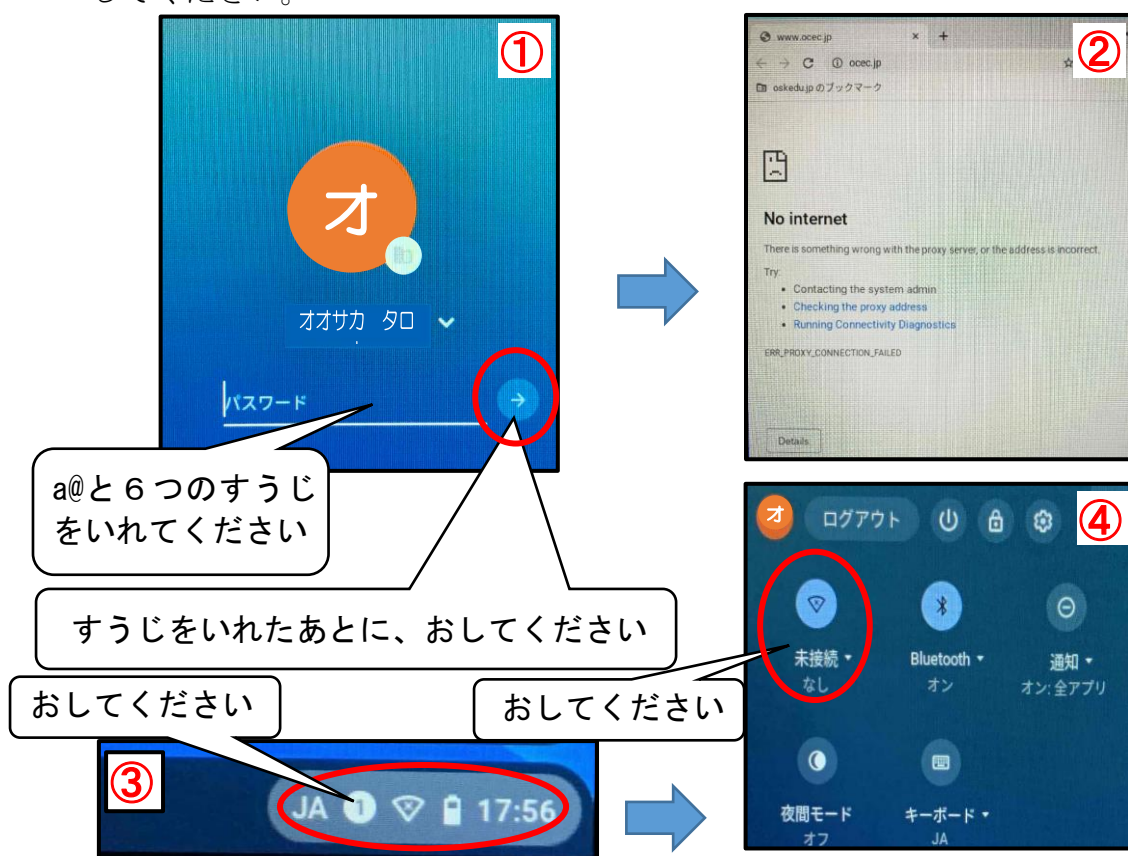 ①
オ
オオサカ タロ
パスワード
a@と６つのすうじ
をいれてください
すうじをいれたあとに、おしてください
②
www.ocec.jp
ocec.jp
oskedu.jp のブックマーク
No internet
There is something wrong with the proxy server, or the address is incorrect.
Try:
• Contacting the system admin
• Checking the proxy address
• Running Connectivity Diagnostics
ERR_PROXY_CONNECTION_FAILED
Details
おしてください
③
JA 1 17:56
④
オ ログアウト
未接続 Bluetooth 通知
なし オン オン: 全アプリ
おしてください
夜間モード キーボード
オフ JA